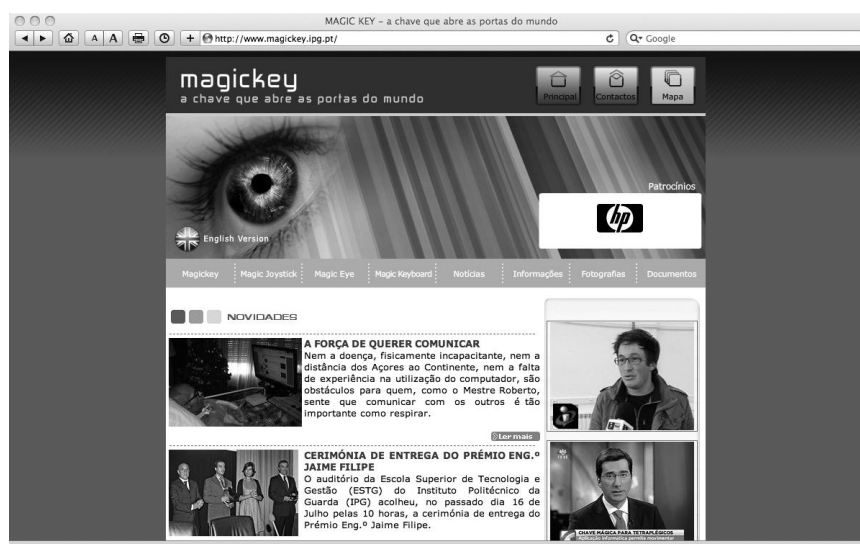 MAGIC KEY – a chave que abre as portas do mundo
A A + http://www.magickey.ipg.pt/ Google
magickey
a chave que abre as portas do mundo
Principal Contactos Mapa
Patrocínios
hp
English Version
Magickey Magic Joystick Magic Eye Magic Keyboard Notícias Informações Fotografias Documentos
NOVIDADES
A FORÇA DE QUERER COMUNICAR
Nem a doença, fisicamente incapacitante, nem a
distância dos Açores ao Continente, nem a falta
de experiência na utilização do computador, são
obstáculos para quem, como o Mestre Roberto,
sente que comunicar com os outros é tão
importante como respirar.
Ler mais
CERIMÓNIA DE ENTREGA DO PRÉMIO ENG.º
JAIME FILIPE
O auditório da Escola Superior de Tecnologia e
Gestão (ESTG) do Instituto Politécnico da
Guarda (IPG) acolheu, no passado dia 16 de
Julho pelas 10 horas, a cerimónia de entrega do
Prémio Eng.º Jaime Filipe.
CHAVE MÁGICA PARA TETRAPLÉGICOS
Aplicação informática permite movimentar